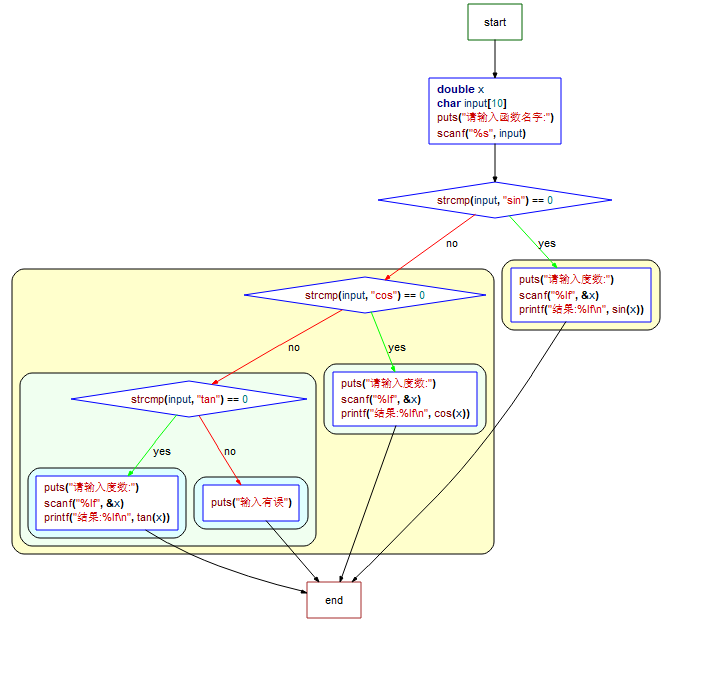 start
double x
char input[10]
puts("请输入函数名字:")
scanf("%s", input)
strcmp(input, "sin") == 0
no
yes
puts("请输入度数:")
scanf("%lf", &x)
printf("结果:%lf\n", sin(x))
strcmp(input, "cos") == 0
no
yes
puts("请输入度数:")
scanf("%lf", &x)
printf("结果:%lf\n", cos(x))
strcmp(input, "tan") == 0
yes
no
puts("请输入度数:")
scanf("%lf", &x)
printf("结果:%lf\n", tan(x))
puts("输入有误")
end